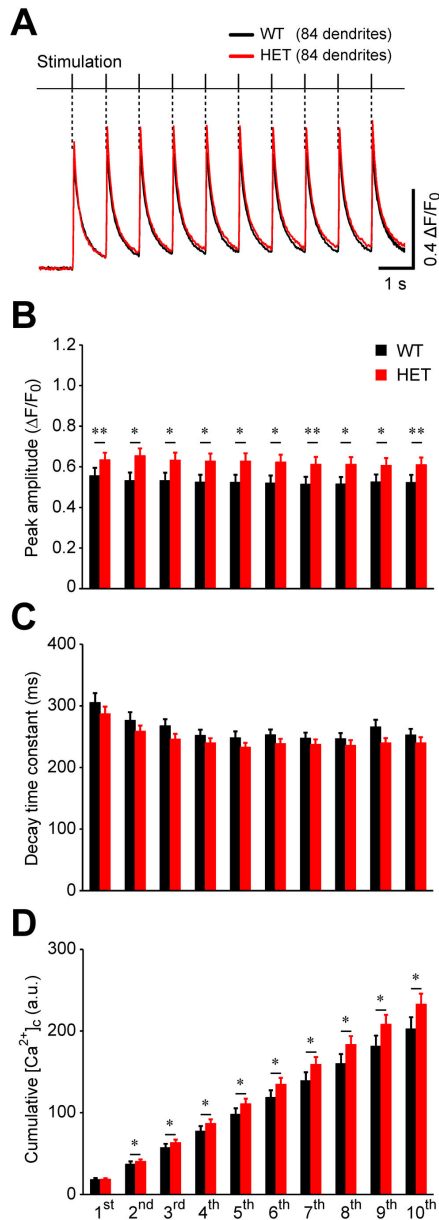 A
WT (84 dendrites)
HET (84 dendrites)
Stimulation
0.4 ΔF/F0
1 s
B
Peak amplitude (ΔF/F0)
1.2
1.0
0.8
0.6
0.4
0.2
0
WT
HET
** * * * * * ** * * **
C
Decay time constant (ms)
400
300
200
100
0
D
Cumulative [Ca2+]c (a.u.)
300
200
100
0
* * * * * * * * *
1st 2nd 3rd 4th 5th 6th 7th 8th 9th 10th